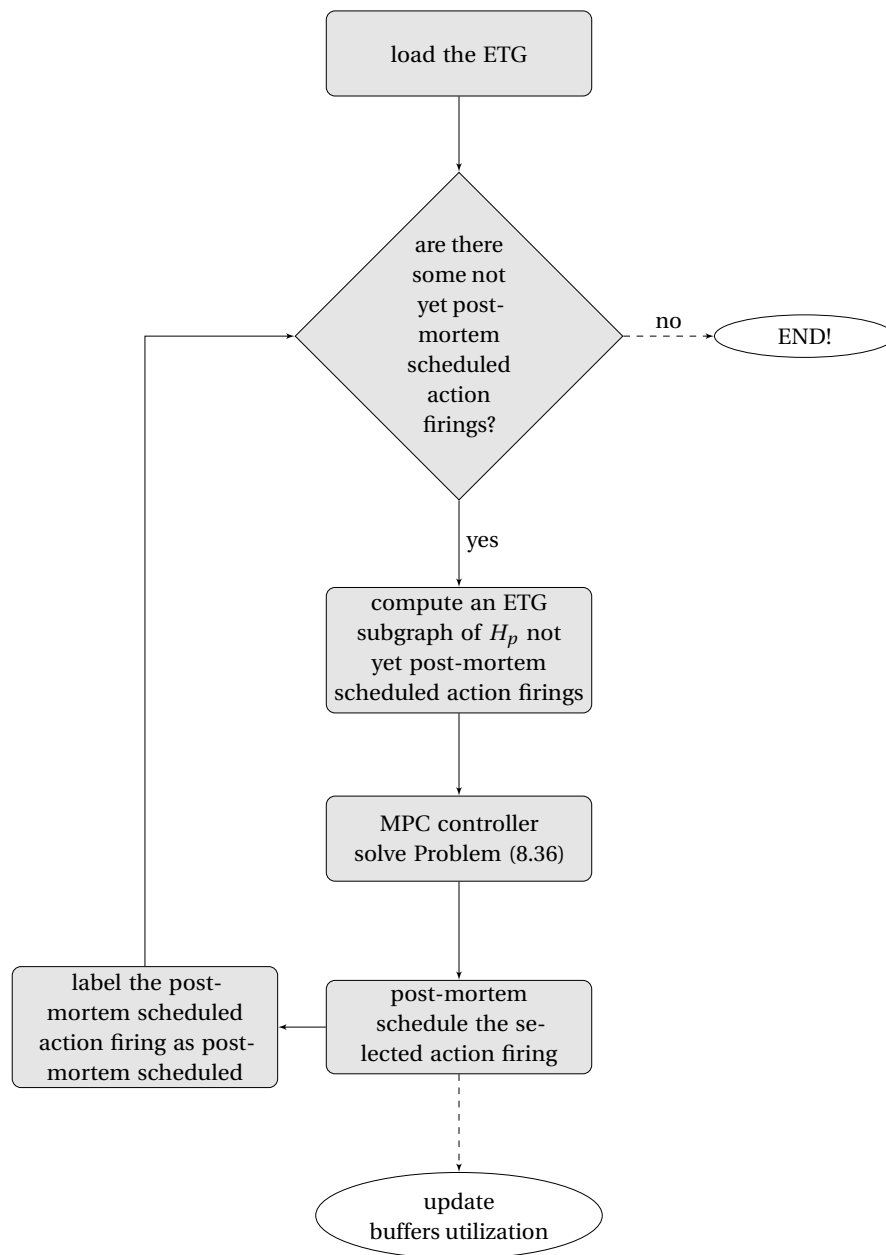 load the ETG
are there
some not
yet post-
mortem
scheduled
action
firings?
no
END!
yes
compute an ETG
subgraph of H_p not
yet post-mortem
scheduled action firings
MPC controller
solve Problem (8.36)
label the post-
mortem scheduled
action firing as post-
mortem scheduled
post-mortem
schedule the se-
lected action firing
update
buffers utilization